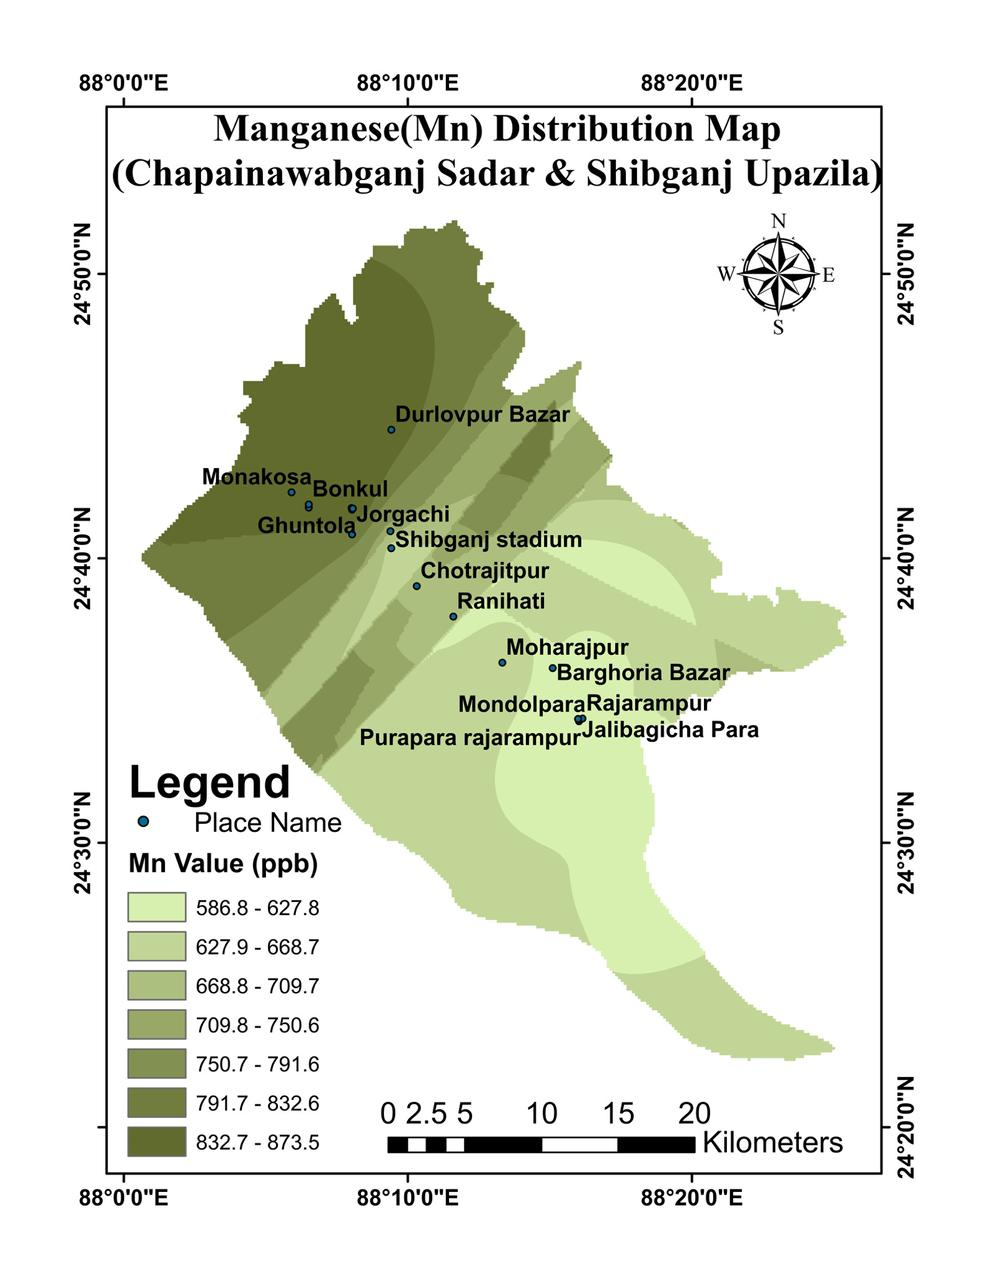 88°0'0"E 88°10'0"E 88°20'0"E
Manganese(Mn) Distribution Map
(Chapainawabganj Sadar & Shibganj Upazila)
N
W E
S
24°50'0"N 24°50'0"N
Durlovpur Bazar
Monakosa
Bonkul
Jorgachi
Ghuntola
Shibganj stadium
24°40'0"N 24°40'0"N
Chotrajitpur
Ranihati
Moharajpur
Barghoria Bazar
Mondolpara Rajarampur
Purapara rajarampur Jalibagicha Para
Legend
Place Name
24°30'0"N 24°30'0"N
Mn Value (ppb)
586.8 - 627.8
627.9 - 668.7
668.8 - 709.7
709.8 - 750.6
750.7 - 791.6
791.7 - 832.6
832.7 - 873.5
0 2.5 5 10 15 20
Kilometers
24°20'0"N
88°0'0"E 88°10'0"E 88°20'0"E